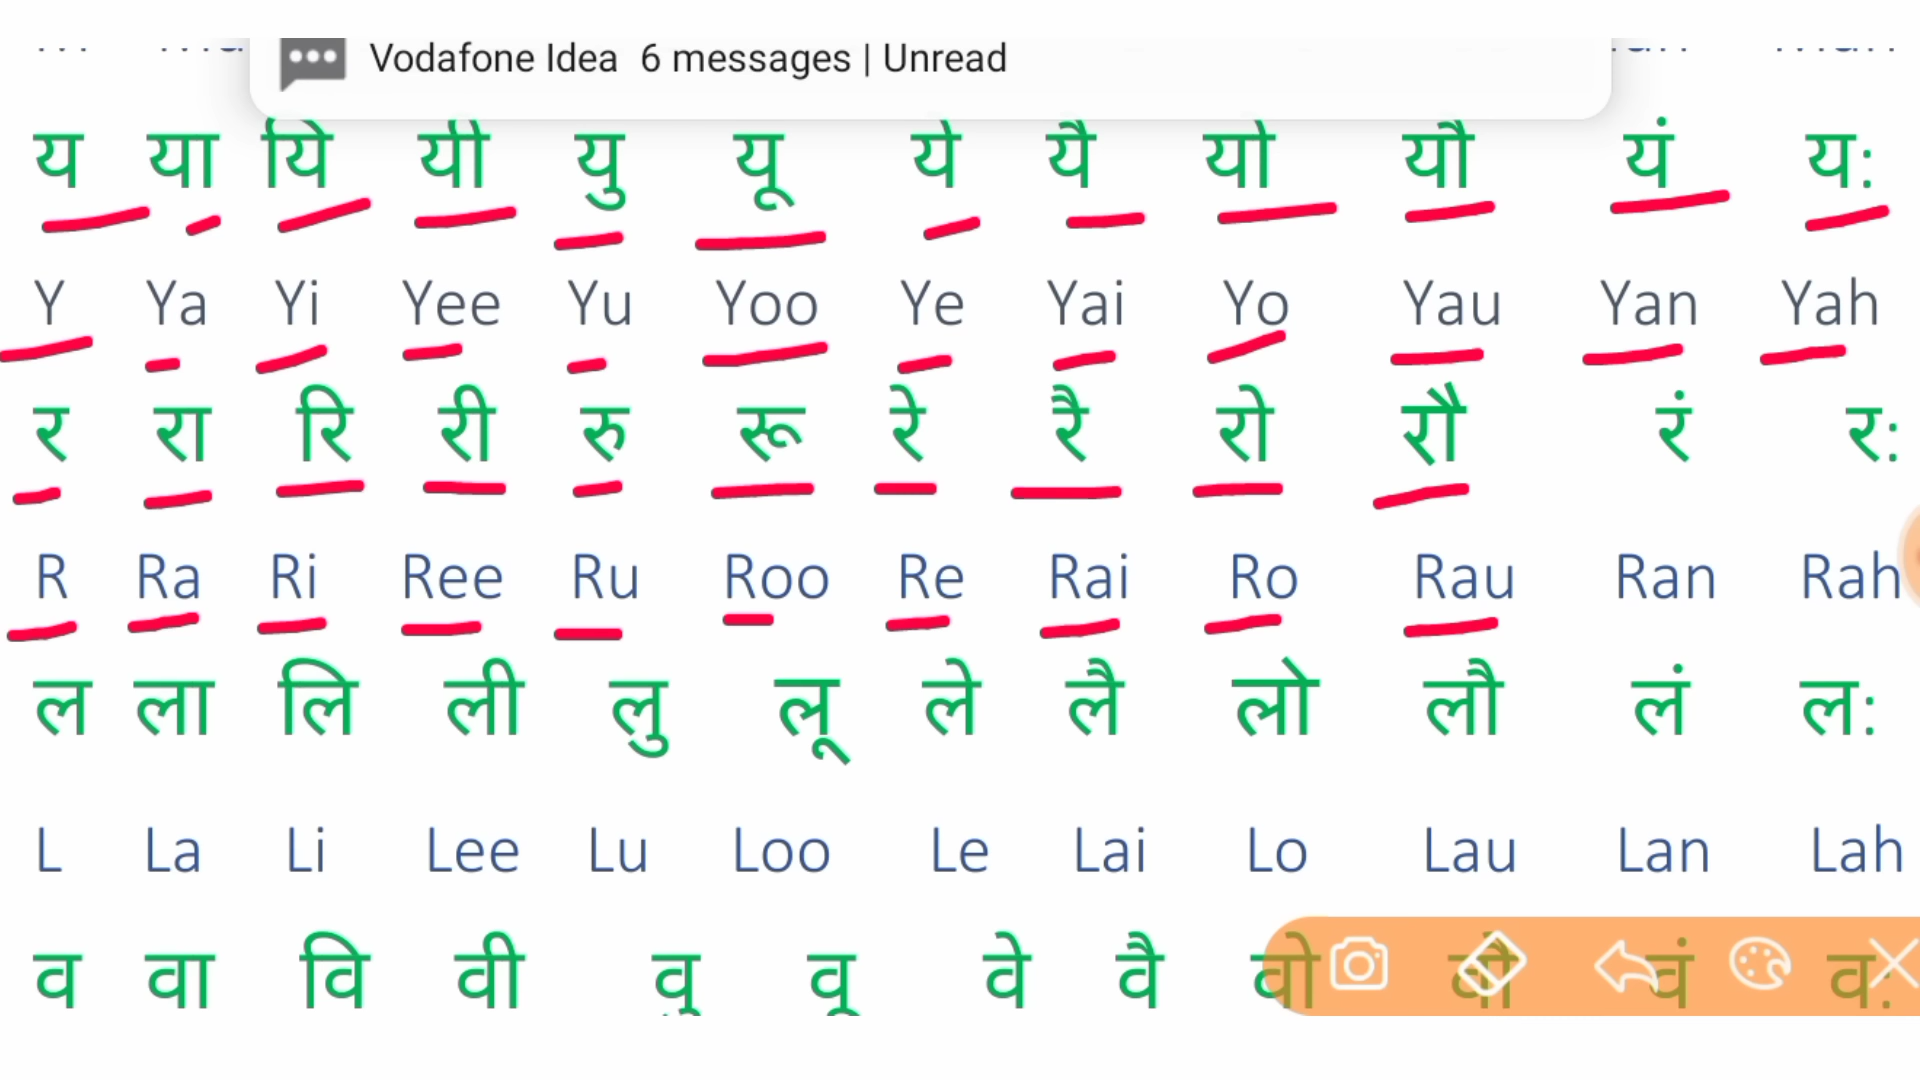 Vodafone Idea 6 messages | Unread
य या यि यी यु यू ये यै यो यौ यं य:
Y Ya Yi Yee Yu Yoo Ye Yai Yo Yau Yan Yah
र रा रि री रु रू रे रै रो रौ रं र:
R Ra Ri Ree Ru Roo Re Rai Ro Rau Ran Rah
ल ला लि ली लु लू ले लै लो लौ लं ल:
L La Li Lee Lu Loo Le Lai Lo Lau Lan Lah
व वा वि वी वु वू वे वै वो वौ वं व: